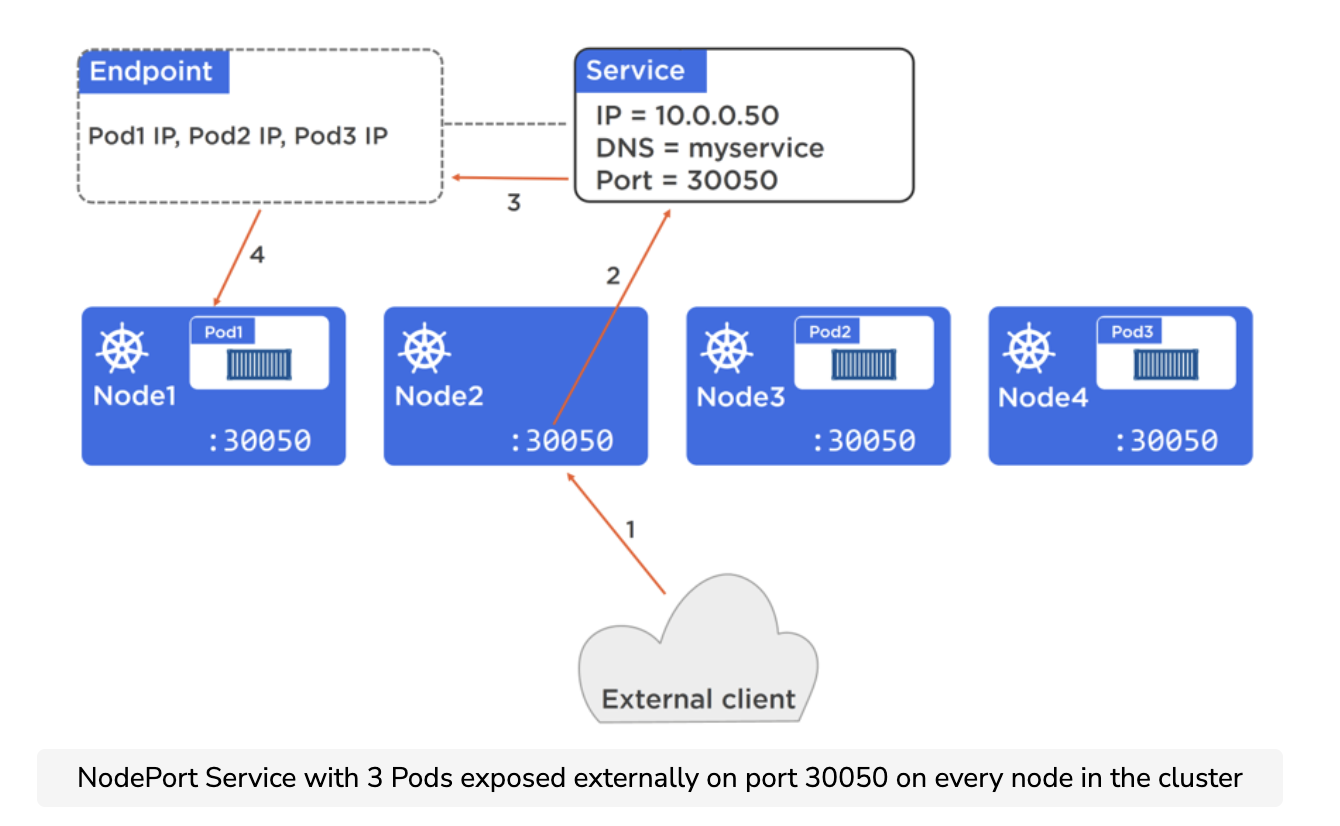 Endpoint
Pod1 IP, Pod2 IP, Pod3 IP
Service
IP = 10.0.0.50
DNS = myservice
Port = 30050
3
4
2
Pod1
Node1
:30050
Node2
:30050
Pod2
Node3
:30050
Pod3
Node4
:30050
1
External client
NodePort Service with 3 Pods exposed externally on port 30050 on every node in the cluster